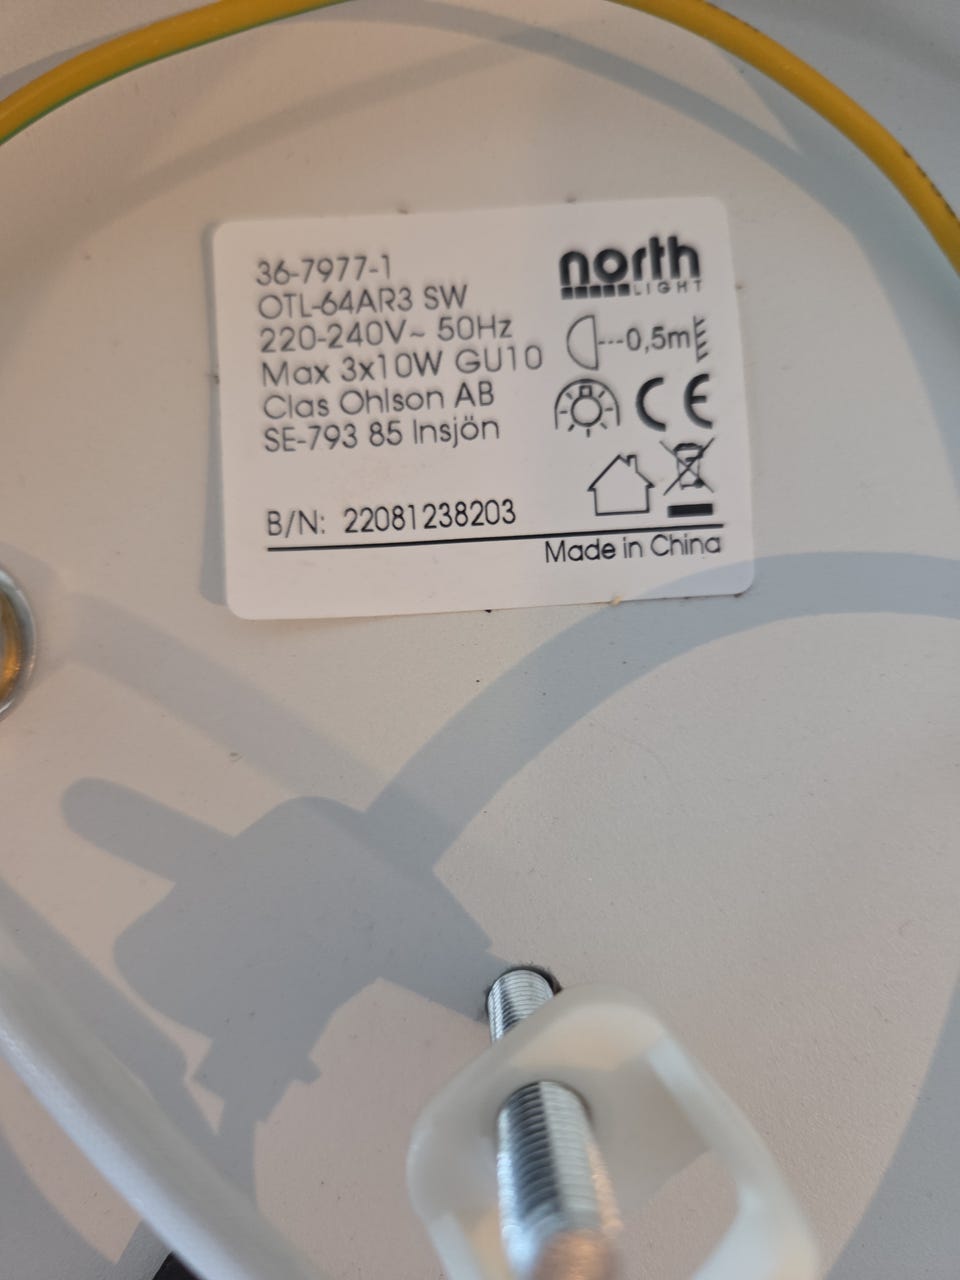 36-7977-1
OTL-64AR3 SW
220-240V~ 50Hz
Max 3x10W GU10
Clas Ohlson AB
SE-793 85 Insjön
B/N: 22081238203
north
LIGHT
0,5m
CE
Made in China